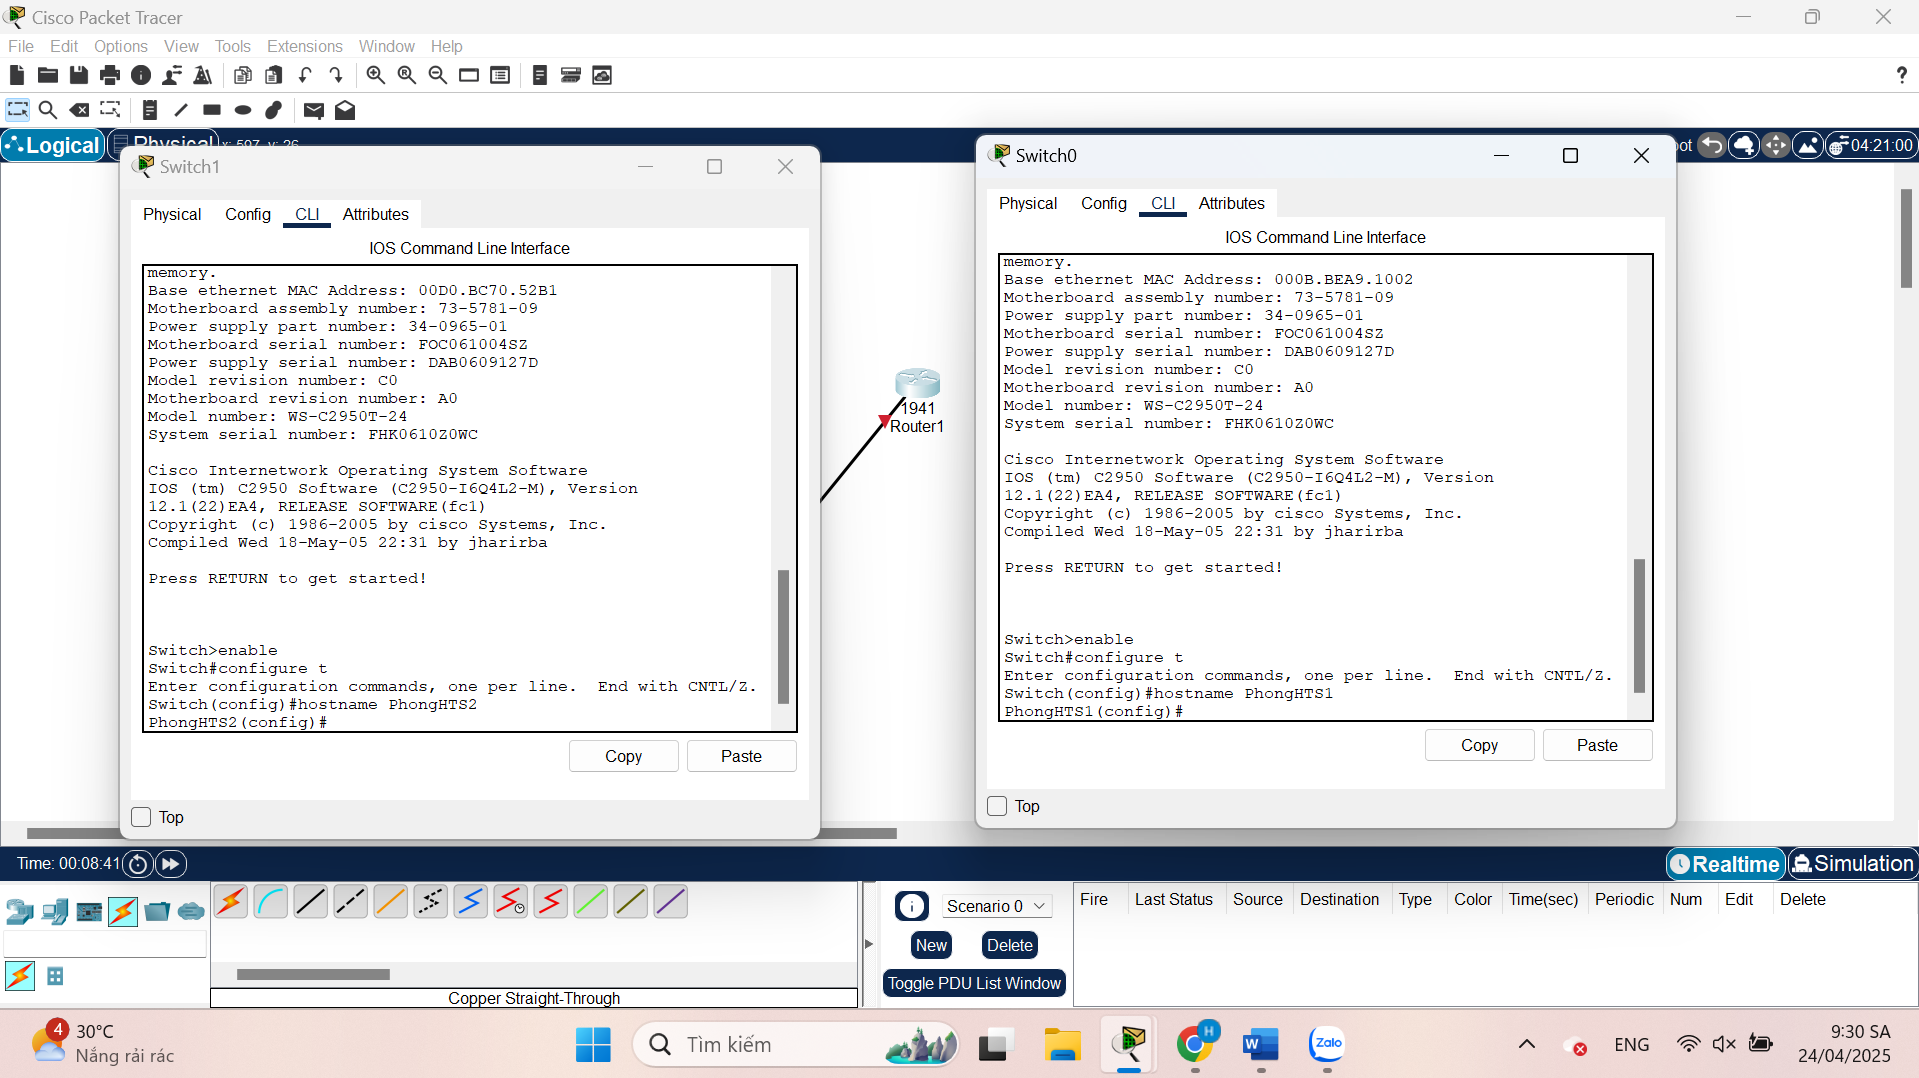 Cisco Packet Tracer
File Edit Options View Tools Extensions Window Help
Logical
Physical
x: 597, y: 26
04:21:00
Switch1
Physical Config CLI Attributes
IOS Command Line Interface
memory.
Base ethernet MAC Address: 00D0.BC70.52B1
Motherboard assembly number: 73-5781-09
Power supply part number: 34-0965-01
Motherboard serial number: FOC061004SZ
Power supply serial number: DAB0609127D
Model revision number: C0
Motherboard revision number: A0
Model number: WS-C2950T-24
System serial number: FHK0610Z0WC
Cisco Internetwork Operating System Software
IOS (tm) C2950 Software (C2950-I6Q4L2-M), Version
12.1(22)EA4, RELEASE SOFTWARE(fc1)
Copyright (c) 1986-2005 by cisco Systems, Inc.
Compiled Wed 18-May-05 22:31 by jharirba
Press RETURN to get started!
Switch>enable
Switch#configure t
Enter configuration commands, one per line. End with CNTL/Z.
Switch(config)#hostname PhongHTS2
PhongHTS2(config)#
Copy Paste
Top
1941
Router1
Switch0
Physical Config CLI Attributes
IOS Command Line Interface
memory.
Base ethernet MAC Address: 000B.BEA9.1002
Motherboard assembly number: 73-5781-09
Power supply part number: 34-0965-01
Motherboard serial number: FOC061004SZ
Power supply serial number: DAB0609127D
Model revision number: C0
Motherboard revision number: A0
Model number: WS-C2950T-24
System serial number: FHK0610Z0WC
Cisco Internetwork Operating System Software
IOS (tm) C2950 Software (C2950-I6Q4L2-M), Version
12.1(22)EA4, RELEASE SOFTWARE(fc1)
Copyright (c) 1986-2005 by cisco Systems, Inc.
Compiled Wed 18-May-05 22:31 by jharirba
Press RETURN to get started!
Switch>enable
Switch#configure t
Enter configuration commands, one per line. End with CNTL/Z.
Switch(config)#hostname PhongHTS1
PhongHTS1(config)#
Copy Paste
Top
Time: 00:08:41
Realtime Simulation
Scenario 0
New Delete
Toggle PDU List Window
Fire Last Status Source Destination Type Color Time(sec) Periodic Num Edit Delete
Copper Straight-Through
4
30°C
Nắng rải rác
Tìm kiếm
H
W
Zalo
ENG
9:30 SA
24/04/2025